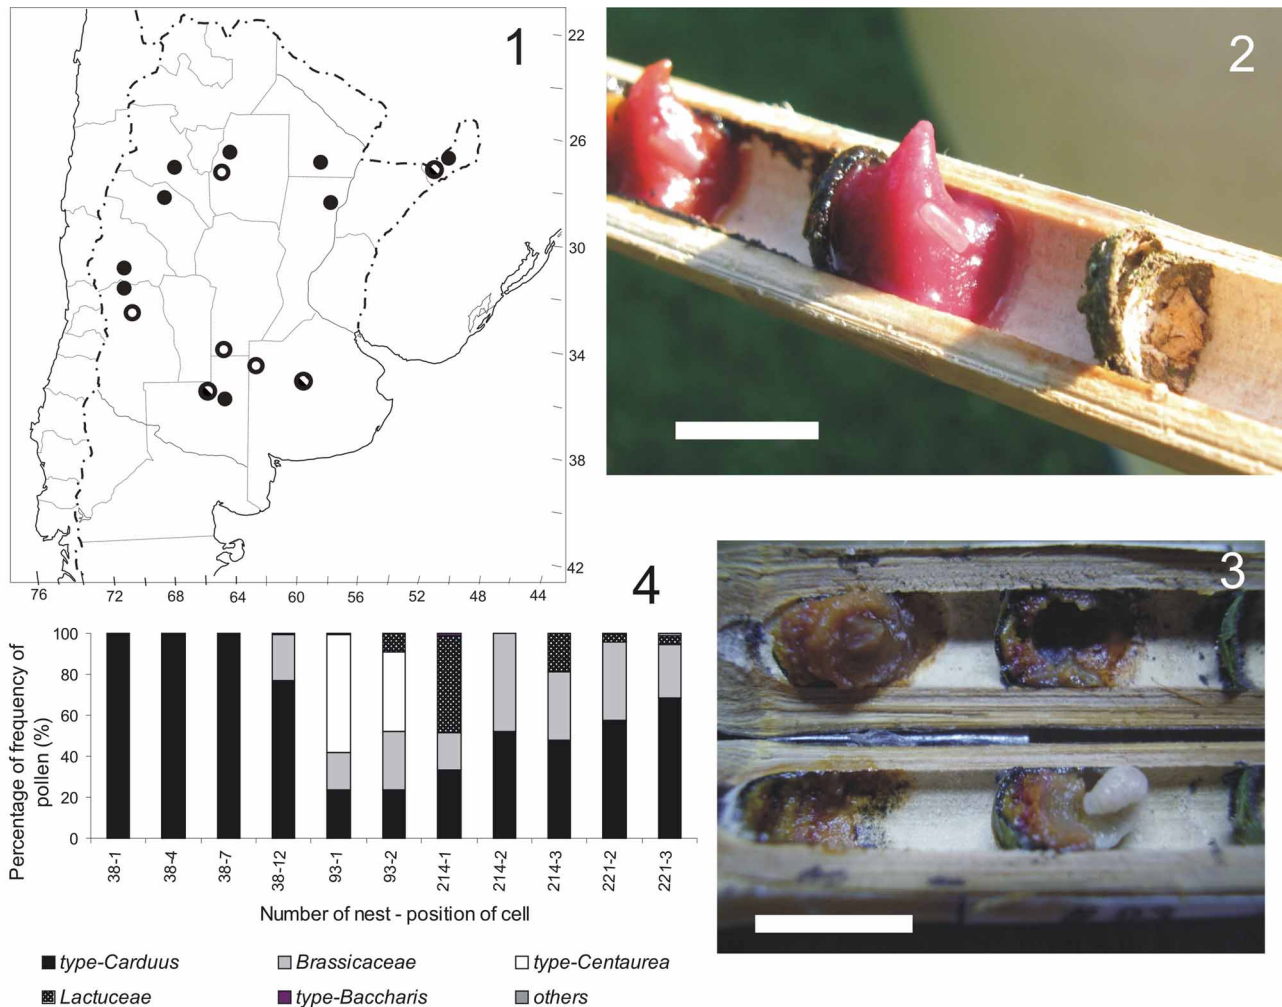 1
22
26
30
34
38
42
76 72 68 64 60 56 52 48 44
2
3
4
Percentage of frequency of
pollen (%)
100
80
60
40
20
0
38-1 38-4 38-7 38-12 93-1 93-2 214-1 214-2 214-3 221-2 221-3
Number of nest - position of cell
type-Carduus Brassicaceae type-Centaurea
Lactuceae type-Baccharis others